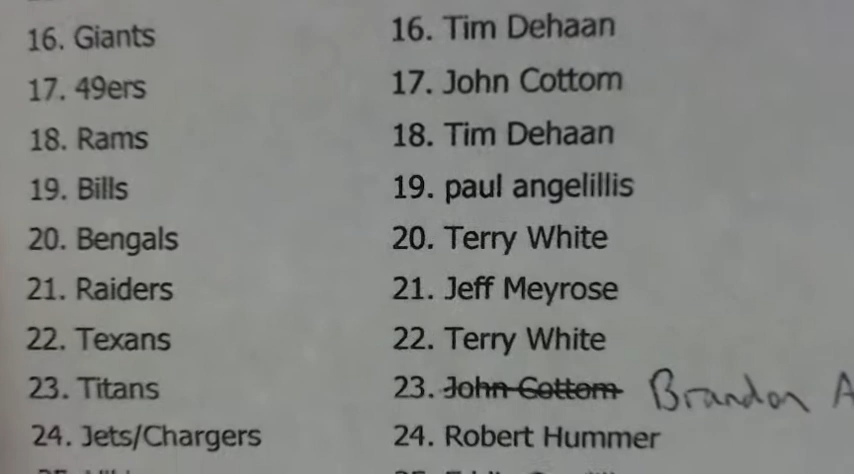 16. Giants 16. Tim Dehaan
17. 49ers 17. John Cottom
18. Rams 18. Tim Dehaan
19. Bills 19. paul angelillis
20. Bengals 20. Terry White
21. Raiders 21. Jeff Meyrose
22. Texans 22. Terry White
23. Titans 23. John Cottom Brandon A
24. Jets/Chargers 24. Robert Hummer